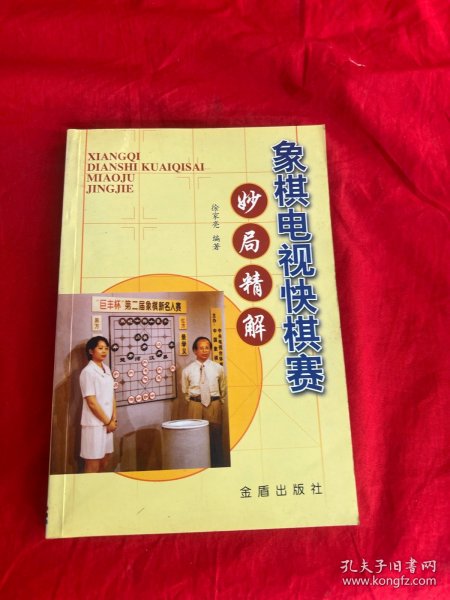 XIANGQI
DIANSHI KUAIQISAI
MIAOJU
JINGJIE
象棋电视快棋赛
妙局精解
徐家亮 编著
"巨丰杯"第二届象棋新名人赛
金盾出版社
孔夫子旧书网
www.kongfz.com